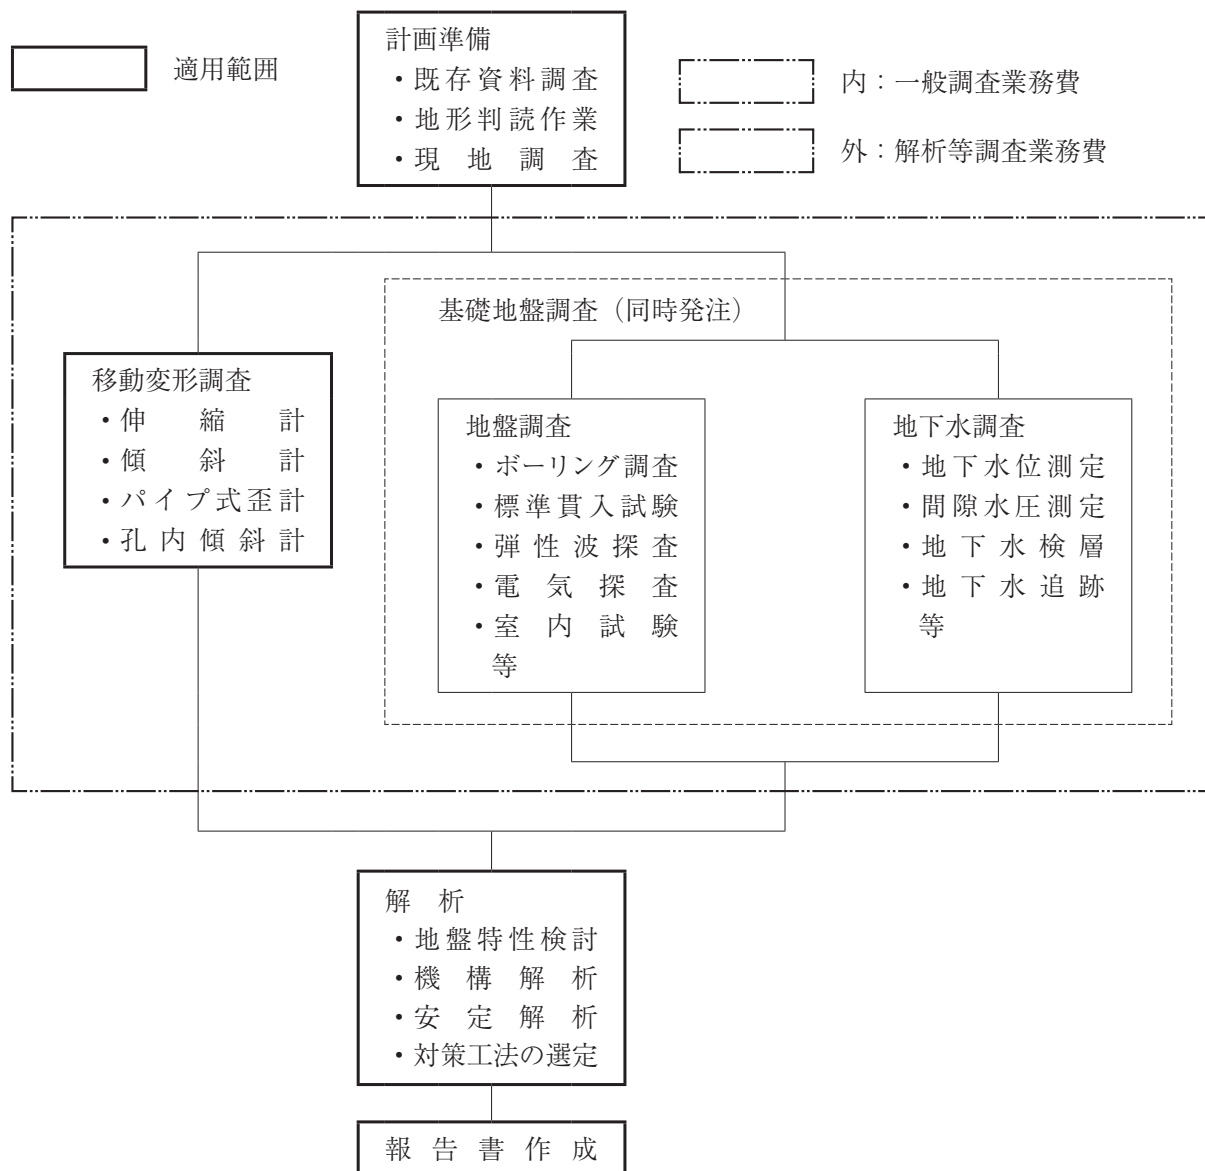 適用範囲
計画準備
・既存資料調査
・地形判読作業
・現地調査
内：一般調査業務費
外：解析等調査業務費
基礎地盤調査（同時発注）
移動変形調査
・伸縮計
・傾斜計
・パイプ式歪計
・孔内傾斜計
地盤調査
・ボーリング調査
・標準貫入試験
・弾性波探査
・電気探査
・室内試験
等
地下水調査
・地下水位測定
・間隙水圧測定
・地下水検層
・地下水追跡
等
解　析
・地盤特性検討
・機構解析
・安定解析
・対策工法の選定
報告書作成